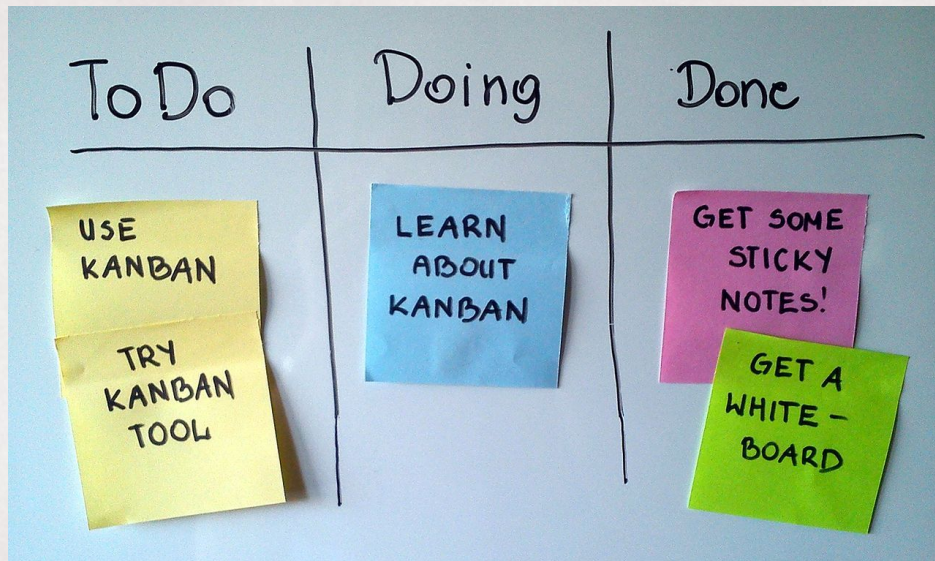 To Do
Doing
Done
USE
KANBAN
TRY
KANBAN
TOOL
LEARN
ABOUT
KANBAN
GET SOME
STICKY
NOTES!
GET A
WHITE-
BOARD